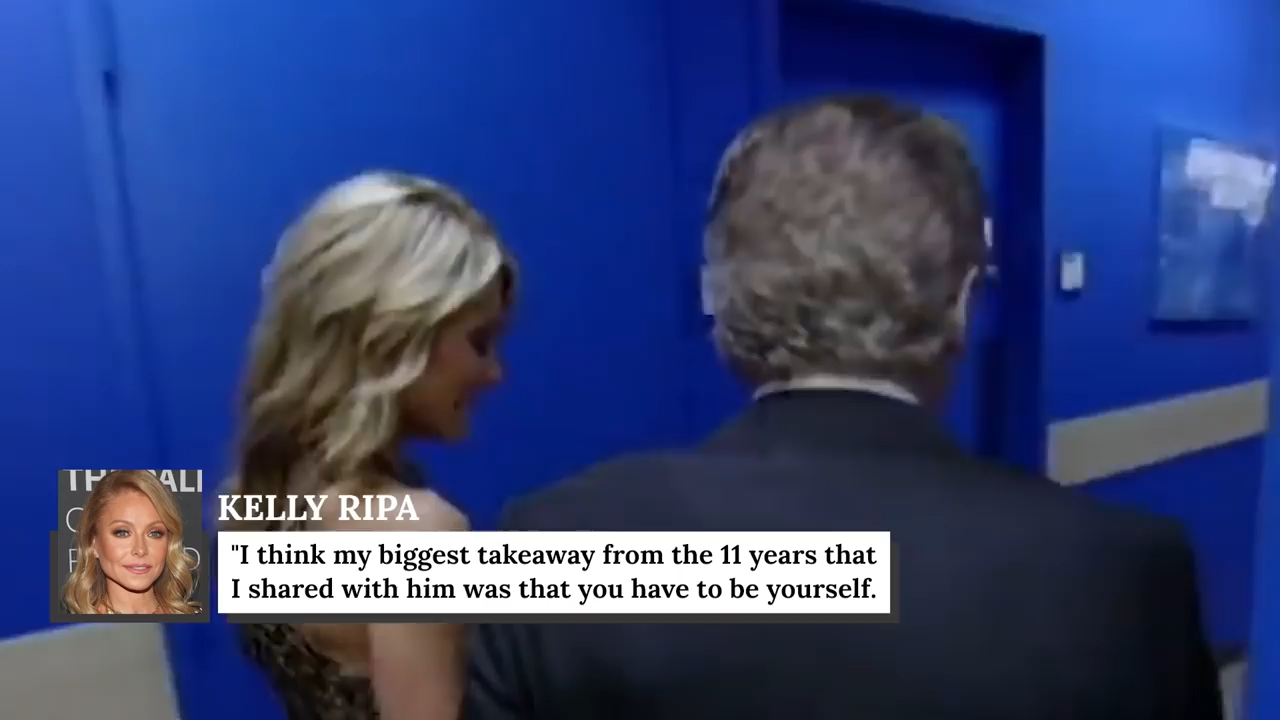 KELLY RIPA
"I think my biggest takeaway from the 11 years that
I shared with him was that you have to be yourself.